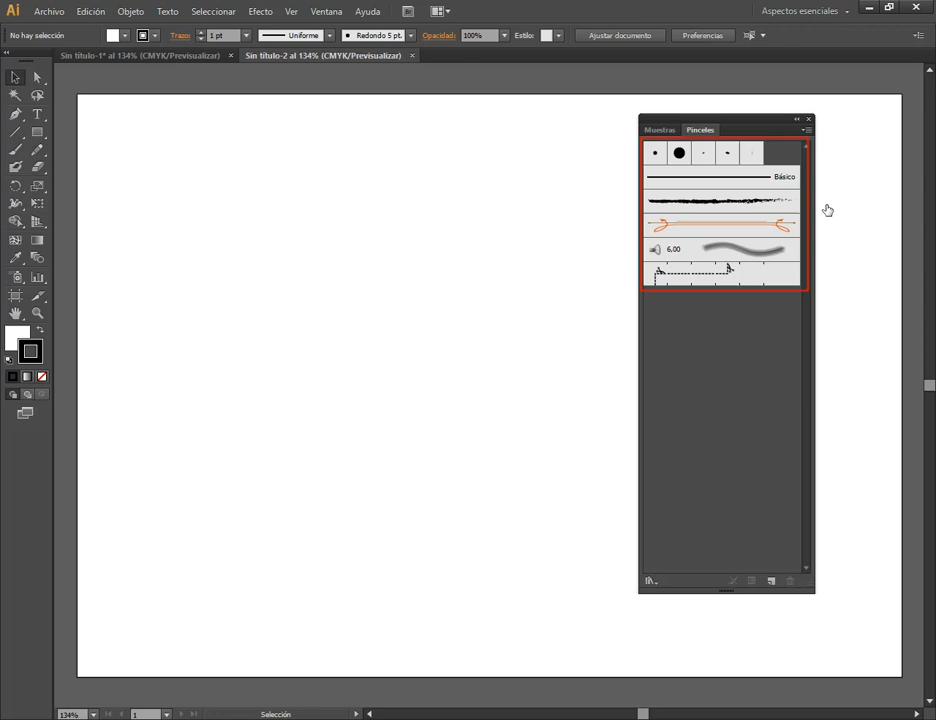 Ai Archivo Edición Objeto Texto Seleccionar Efecto Ver Ventana Ayuda Br Aspectos esenciales
No hay selección Trazo: 1 pt Uniforme Redondo 5 pt. Opacidad: 100% Estilo: Ajustar documento Preferencias
Sin título-1* al 134% (CMYK/Previsualizar) × Sin título-2 al 134% (CMYK/Previsualizar) ×
Muestras Pinceles
Básico
6,00
134% 1 Selección